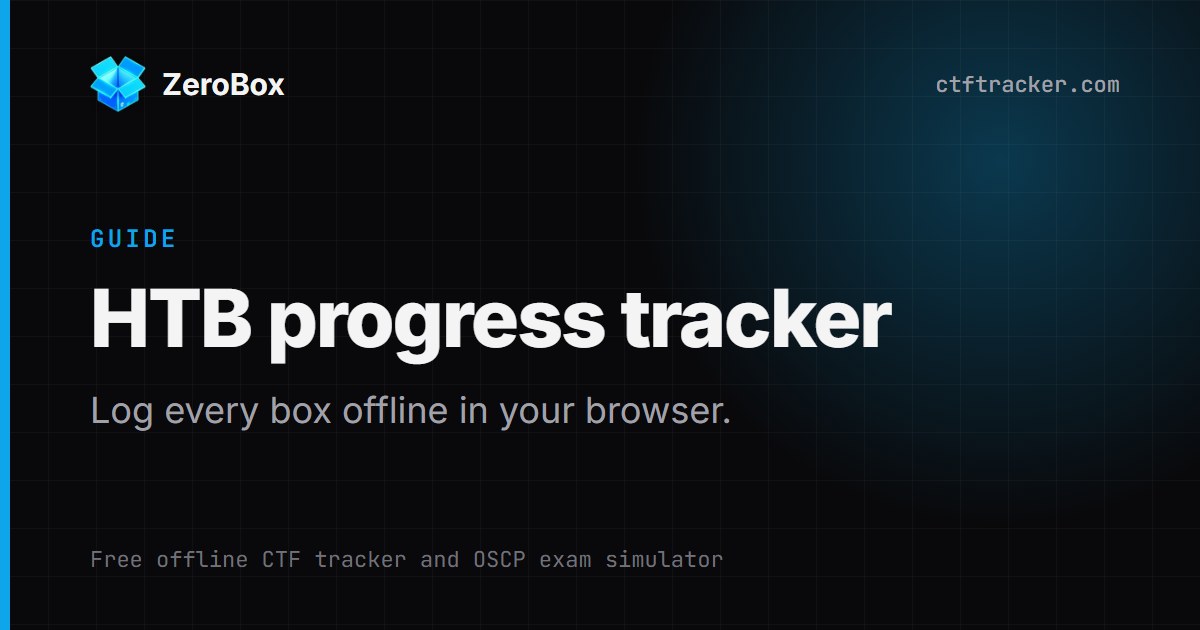 ZeroBox
ctftracker.com
GUIDE
HTB progress tracker
Log every box offline in your browser.
Free offline CTF tracker and OSCP exam simulator